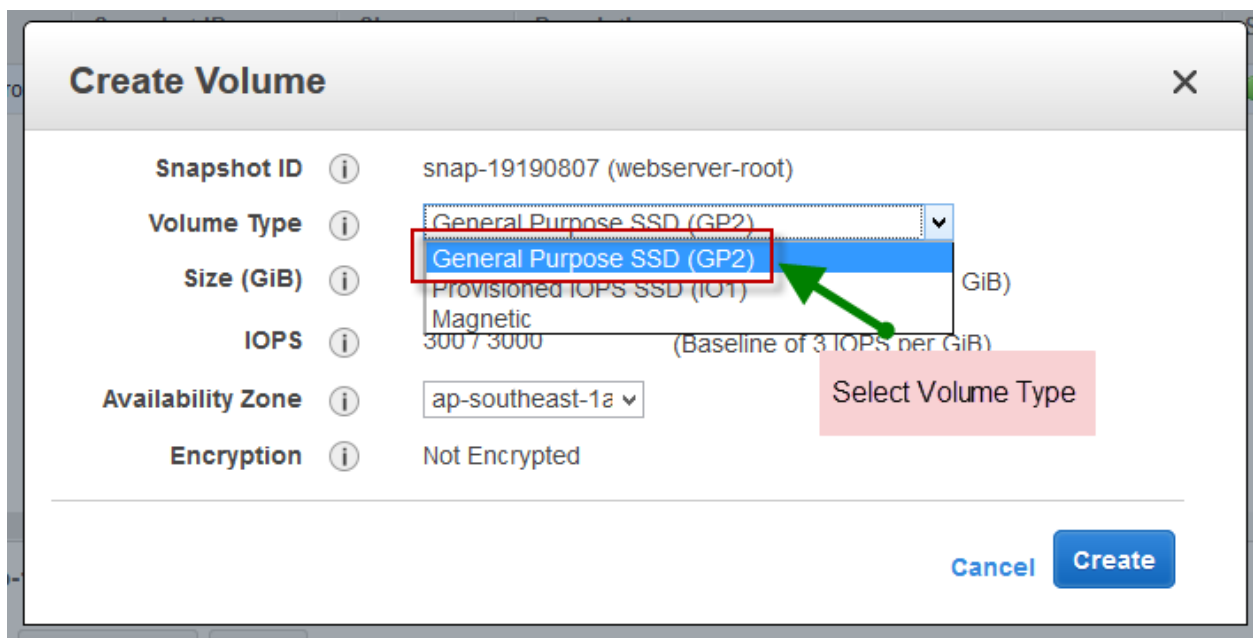 Create Volume
Snapshot ID i snap-19190807 (webserver-root)
Volume Type i General Purpose SSD (GP2)
General Purpose SSD (GP2)
Size (GiB) i GiB)
Provisioned IOPS SSD (IO1)
Magnetic
IOPS i 300 / 3000 (Baseline of 3 IOPS per GiB)
Select Volume Type
Availability Zone i ap-southeast-1a
Encryption i Not Encrypted
Cancel Create